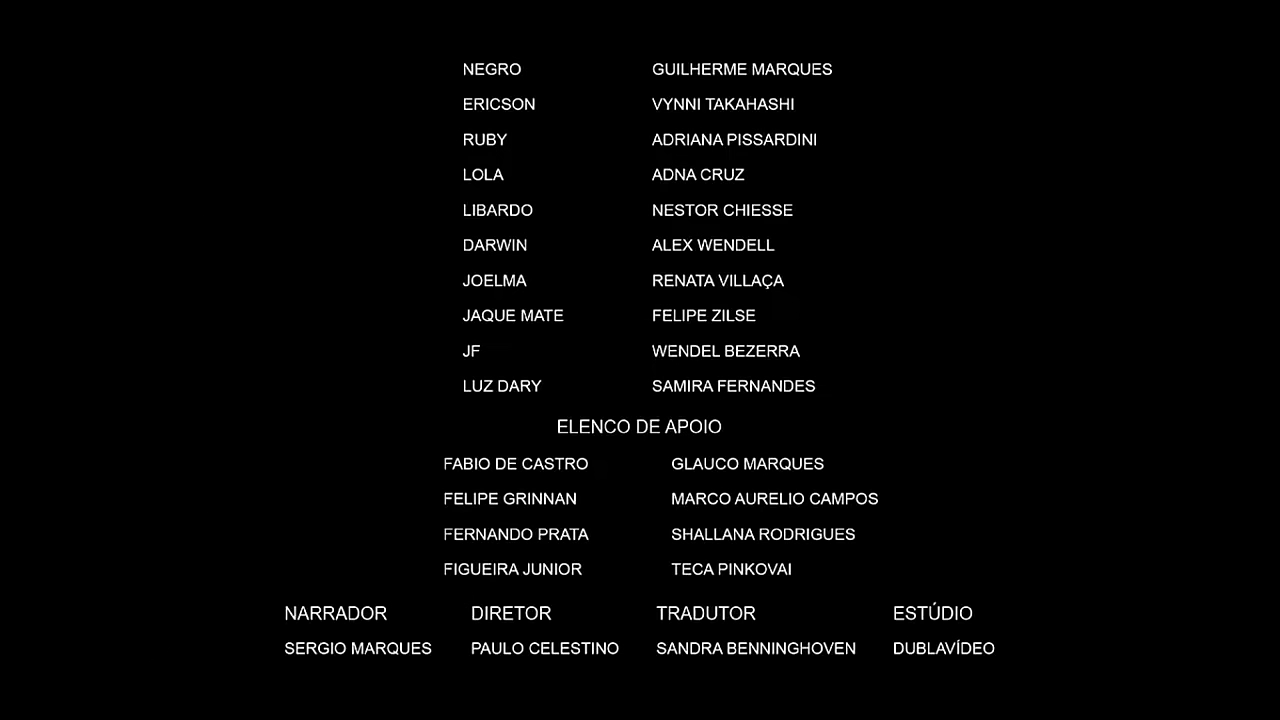 NEGRO GUILHERME MARQUES
ERICSON VYNNI TAKAHASHI
RUBY ADRIANA PISSARDINI
LOLA ADNA CRUZ
LIBARDO NESTOR CHIESSE
DARWIN ALEX WENDELL
JOELMA RENATA VILLAÇA
JAQUE MATE FELIPE ZILSE
JF WENDEL BEZERRA
LUZ DARY SAMIRA FERNANDES
ELENCO DE APOIO
FABIO DE CASTRO GLAUCO MARQUES
FELIPE GRINNAN MARCO AURELIO CAMPOS
FERNANDO PRATA SHALLANA RODRIGUES
FIGUEIRA JUNIOR TECA PINKOVAI
NARRADOR DIRETOR TRADUTOR ESTÚDIO
SERGIO MARQUES PAULO CELESTINO SANDRA BENNINGHOVEN DUBLAVÍDEO